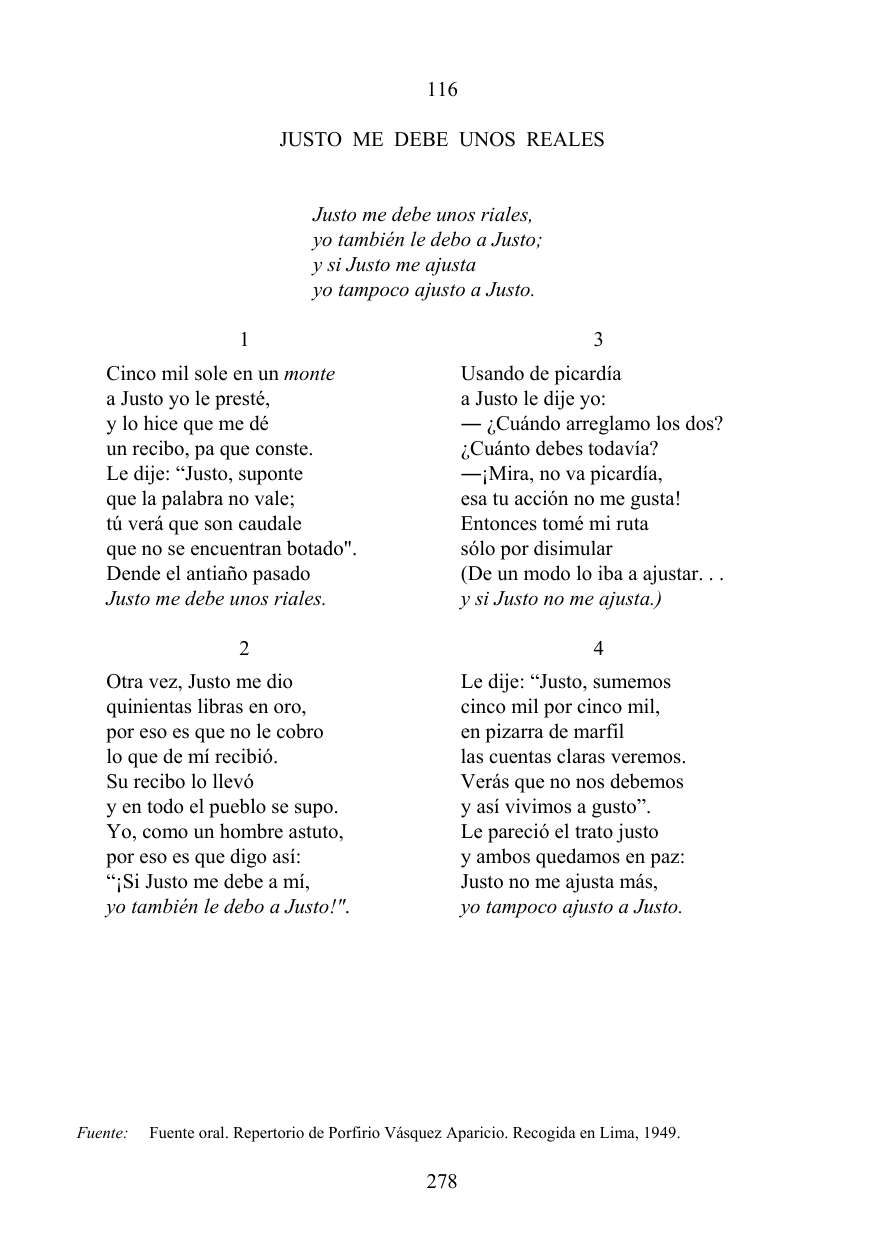 116
JUSTO ME DEBE UNOS REALES
Justo me debe unos riales,
yo también le debo a Justo;
y si Justo me ajusta
yo tampoco ajusto a Justo.
1
Cinco mil sole en un monte
a Justo yo le presté,
y lo hice que me dé
un recibo, pa que conste.
Le dije: “Justo, suponte
que la palabra no vale;
tú verá que son caudale
que no se encuentran botado".
Dende el antiaño pasado
Justo me debe unos riales.
2
Otra vez, Justo me dio
quinientas libras en oro,
por eso es que no le cobro
lo que de mí recibió.
Su recibo lo llevó
y en todo el pueblo se supo.
Yo, como un hombre astuto,
por eso es que digo así:
“¡Si Justo me debe a mí,
yo también le debo a Justo!".
3
Usando de picardía
a Justo le dije yo:
— ¿Cuándo arreglamo los dos?
¿Cuánto debes todavía?
—¡Mira, no va picardía,
esa tu acción no me gusta!
Entonces tomé mi ruta
sólo por disimular
(De un modo lo iba a ajustar. . .
y si Justo no me ajusta.)
4
Le dije: “Justo, sumemos
cinco mil por cinco mil,
en pizarra de marfil
las cuentas claras veremos.
Verás que no nos debemos
y así vivimos a gusto”.
Le pareció el trato justo
y ambos quedamos en paz:
Justo no me ajusta más,
yo tampoco ajusto a Justo.
Fuente: Fuente oral. Repertorio de Porfirio Vásquez Aparicio. Recogida en Lima, 1949.
278